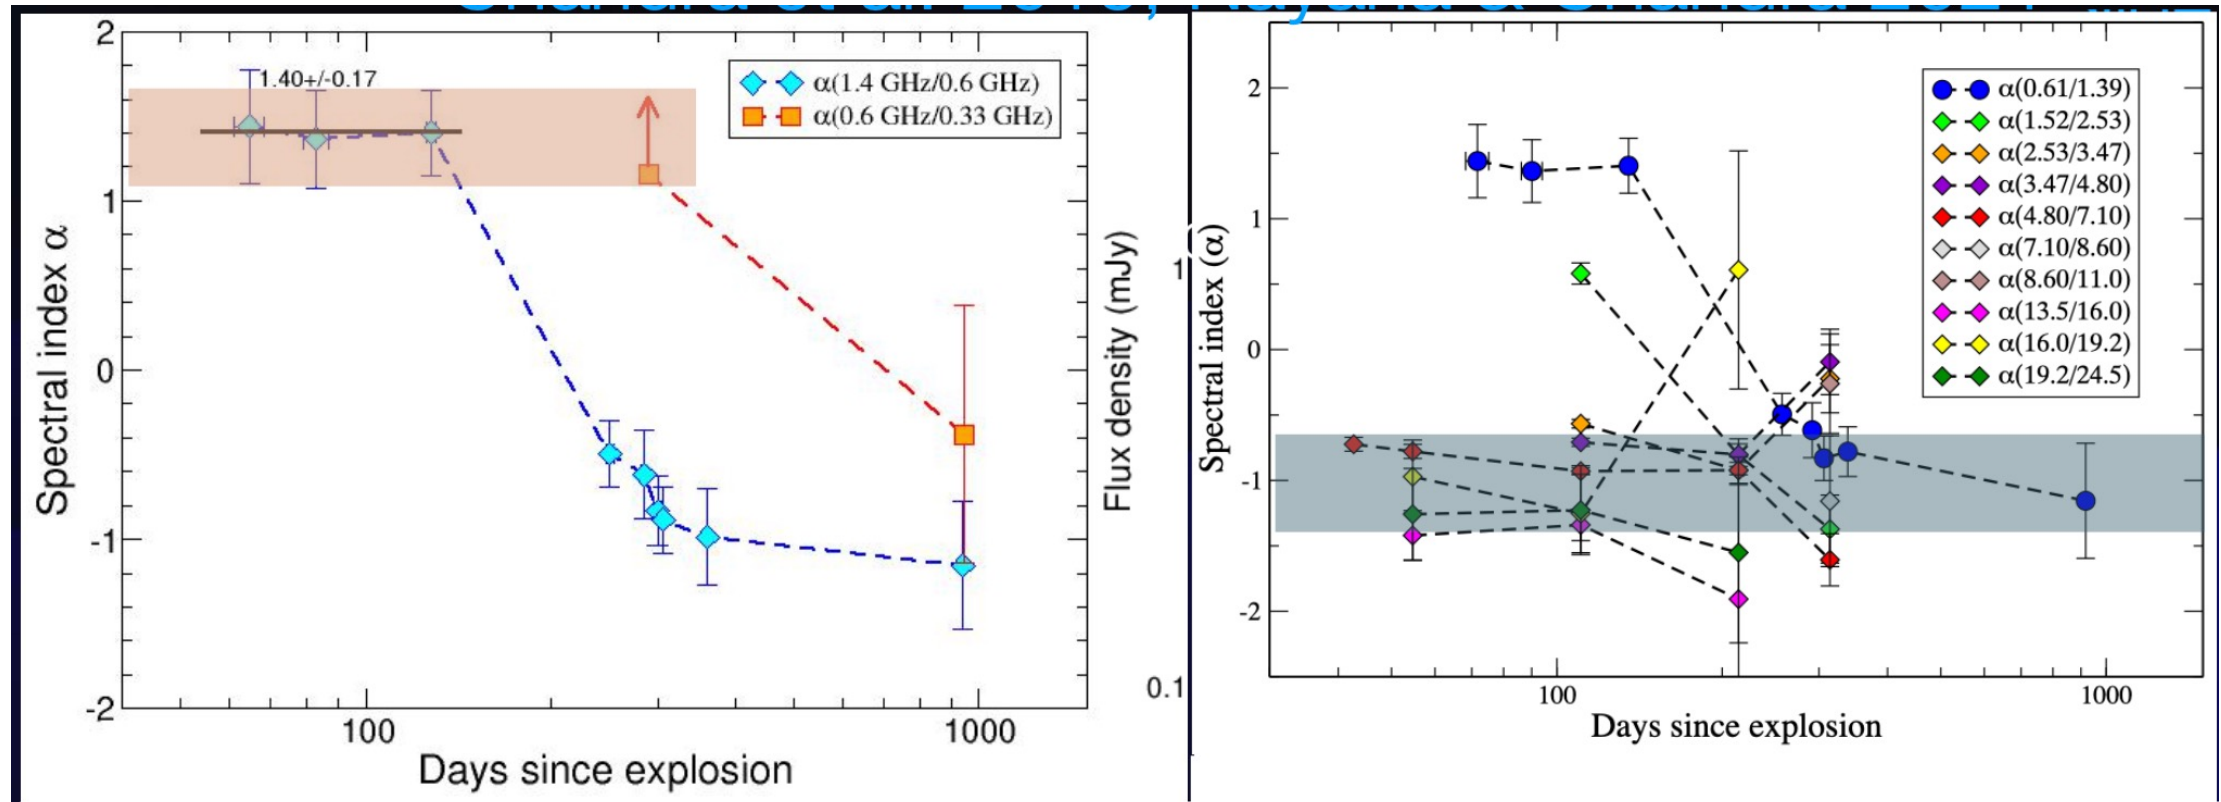 2
1
0
-1
-2
1.40+/-0.17
α(1.4 GHz/0.6 GHz)
α(0.6 GHz/0.33 GHz)
Spectral index α
100
1000
Days since explosion
Flux density (mJy)
1
0.1
2
1
0
-1
-2
Spectral index (α)
α(0.61/1.39)
α(1.52/2.53)
α(2.53/3.47)
α(3.47/4.80)
α(4.80/7.10)
α(7.10/8.60)
α(8.60/11.0)
α(13.5/16.0)
α(16.0/19.2)
α(19.2/24.5)
100
1000
Days since explosion